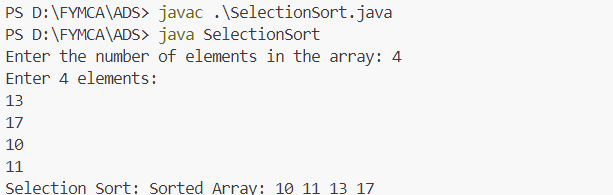 PS D:\FYMCA\ADS> javac .\SelectionSort.java
PS D:\FYMCA\ADS> java SelectionSort
Enter the number of elements in the array: 4
Enter 4 elements:
13
17
10
11
Selection Sort: Sorted Array: 10 11 13 17